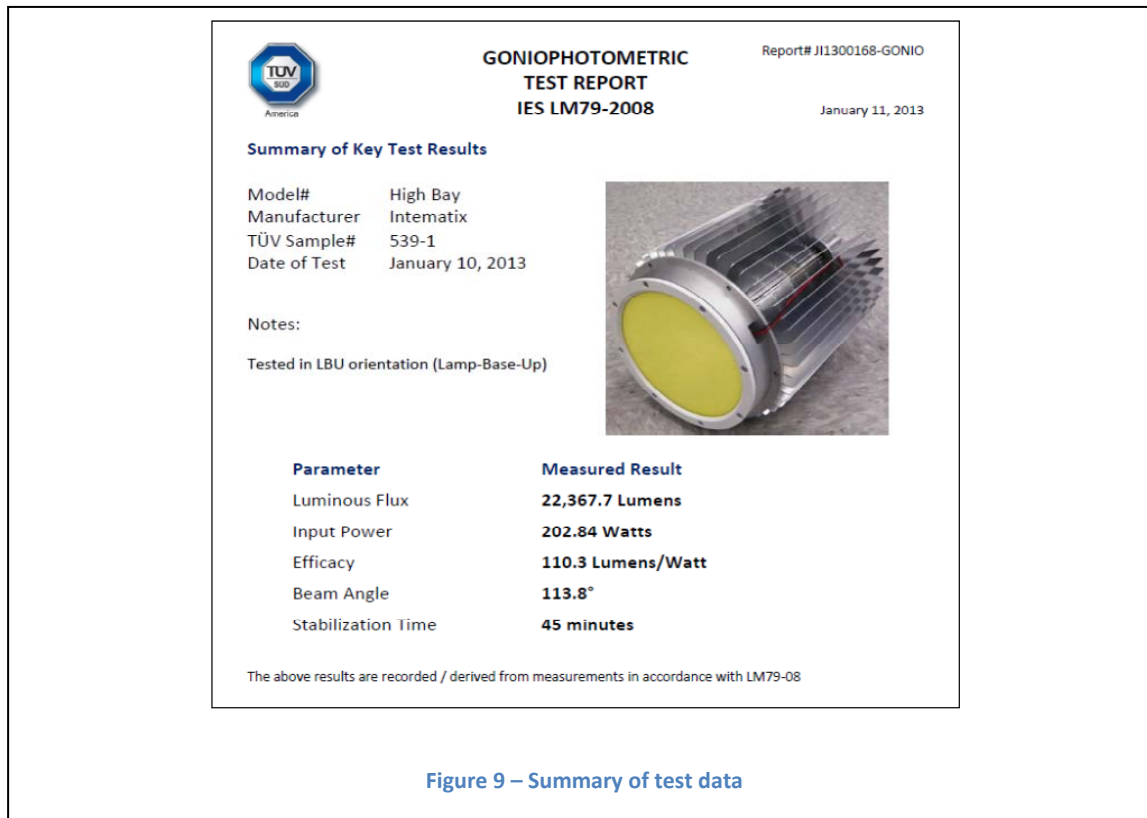 TÜV
SÜD
America
GONIOPHOTOMETRIC
TEST REPORT
IES LM79-2008
Report# JI1300168-GONIO
January 11, 2013
Summary of Key Test Results
Model# High Bay
Manufacturer Intematix
TÜV Sample# 539-1
Date of Test January 10, 2013
Notes:
Tested in LBU orientation (Lamp-Base-Up)
Parameter Measured Result
Luminous Flux 22,367.7 Lumens
Input Power 202.84 Watts
Efficacy 110.3 Lumens/Watt
Beam Angle 113.8°
Stabilization Time 45 minutes
The above results are recorded / derived from measurements in accordance with LM79-08
Figure 9 – Summary of test data